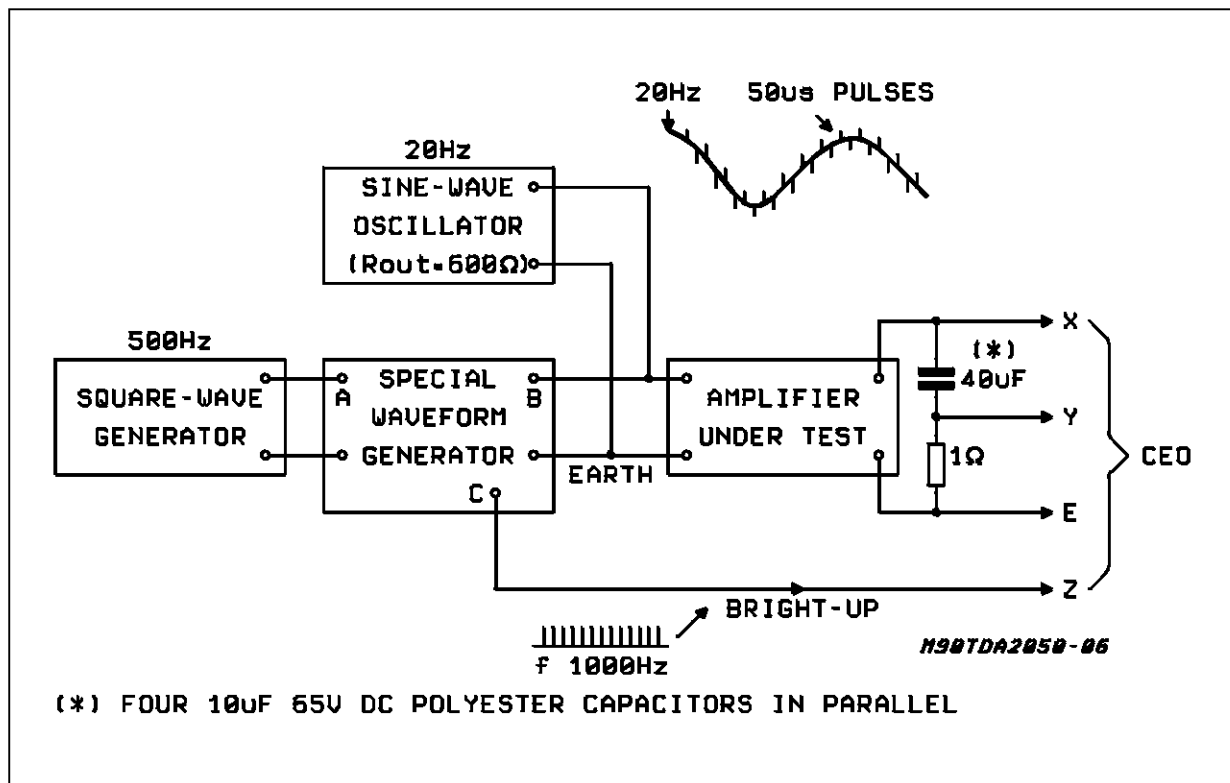 20Hz 50us PULSES
20Hz
SINE-WAVE
OSCILLATOR
(Rout=600Ω)
500Hz
SQUARE-WAVE
GENERATOR
A
SPECIAL
WAVEFORM
GENERATOR
B
C
EARTH
AMPLIFIER
UNDER TEST
(*)
40uF
1Ω
X
Y
E
Z
CEO
BRIGHT-UP
f 1000Hz
M90TDA2050-06
(*) FOUR 10uF 65V DC POLYESTER CAPACITORS IN PARALLEL